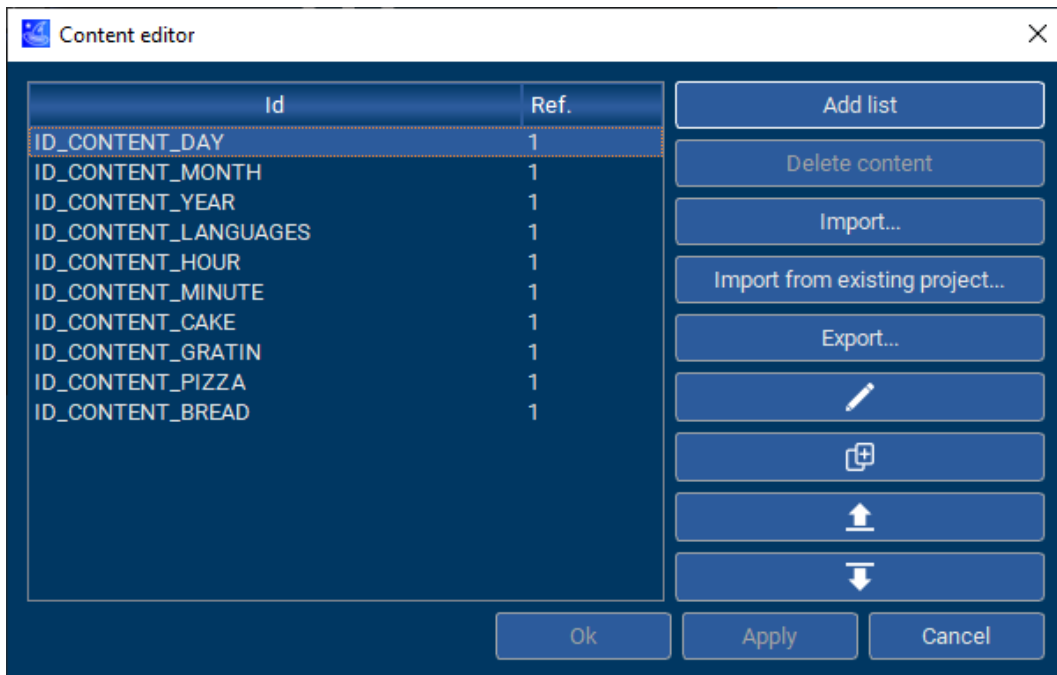 Content editor
Id Ref.
ID_CONTENT_DAY 1
ID_CONTENT_MONTH 1
ID_CONTENT_YEAR 1
ID_CONTENT_LANGUAGES 1
ID_CONTENT_HOUR 1
ID_CONTENT_MINUTE 1
ID_CONTENT_CAKE 1
ID_CONTENT_GRATIN 1
ID_CONTENT_PIZZA 1
ID_CONTENT_BREAD 1
Add list
Delete content
Import...
Import from existing project...
Export...
Ok Apply Cancel